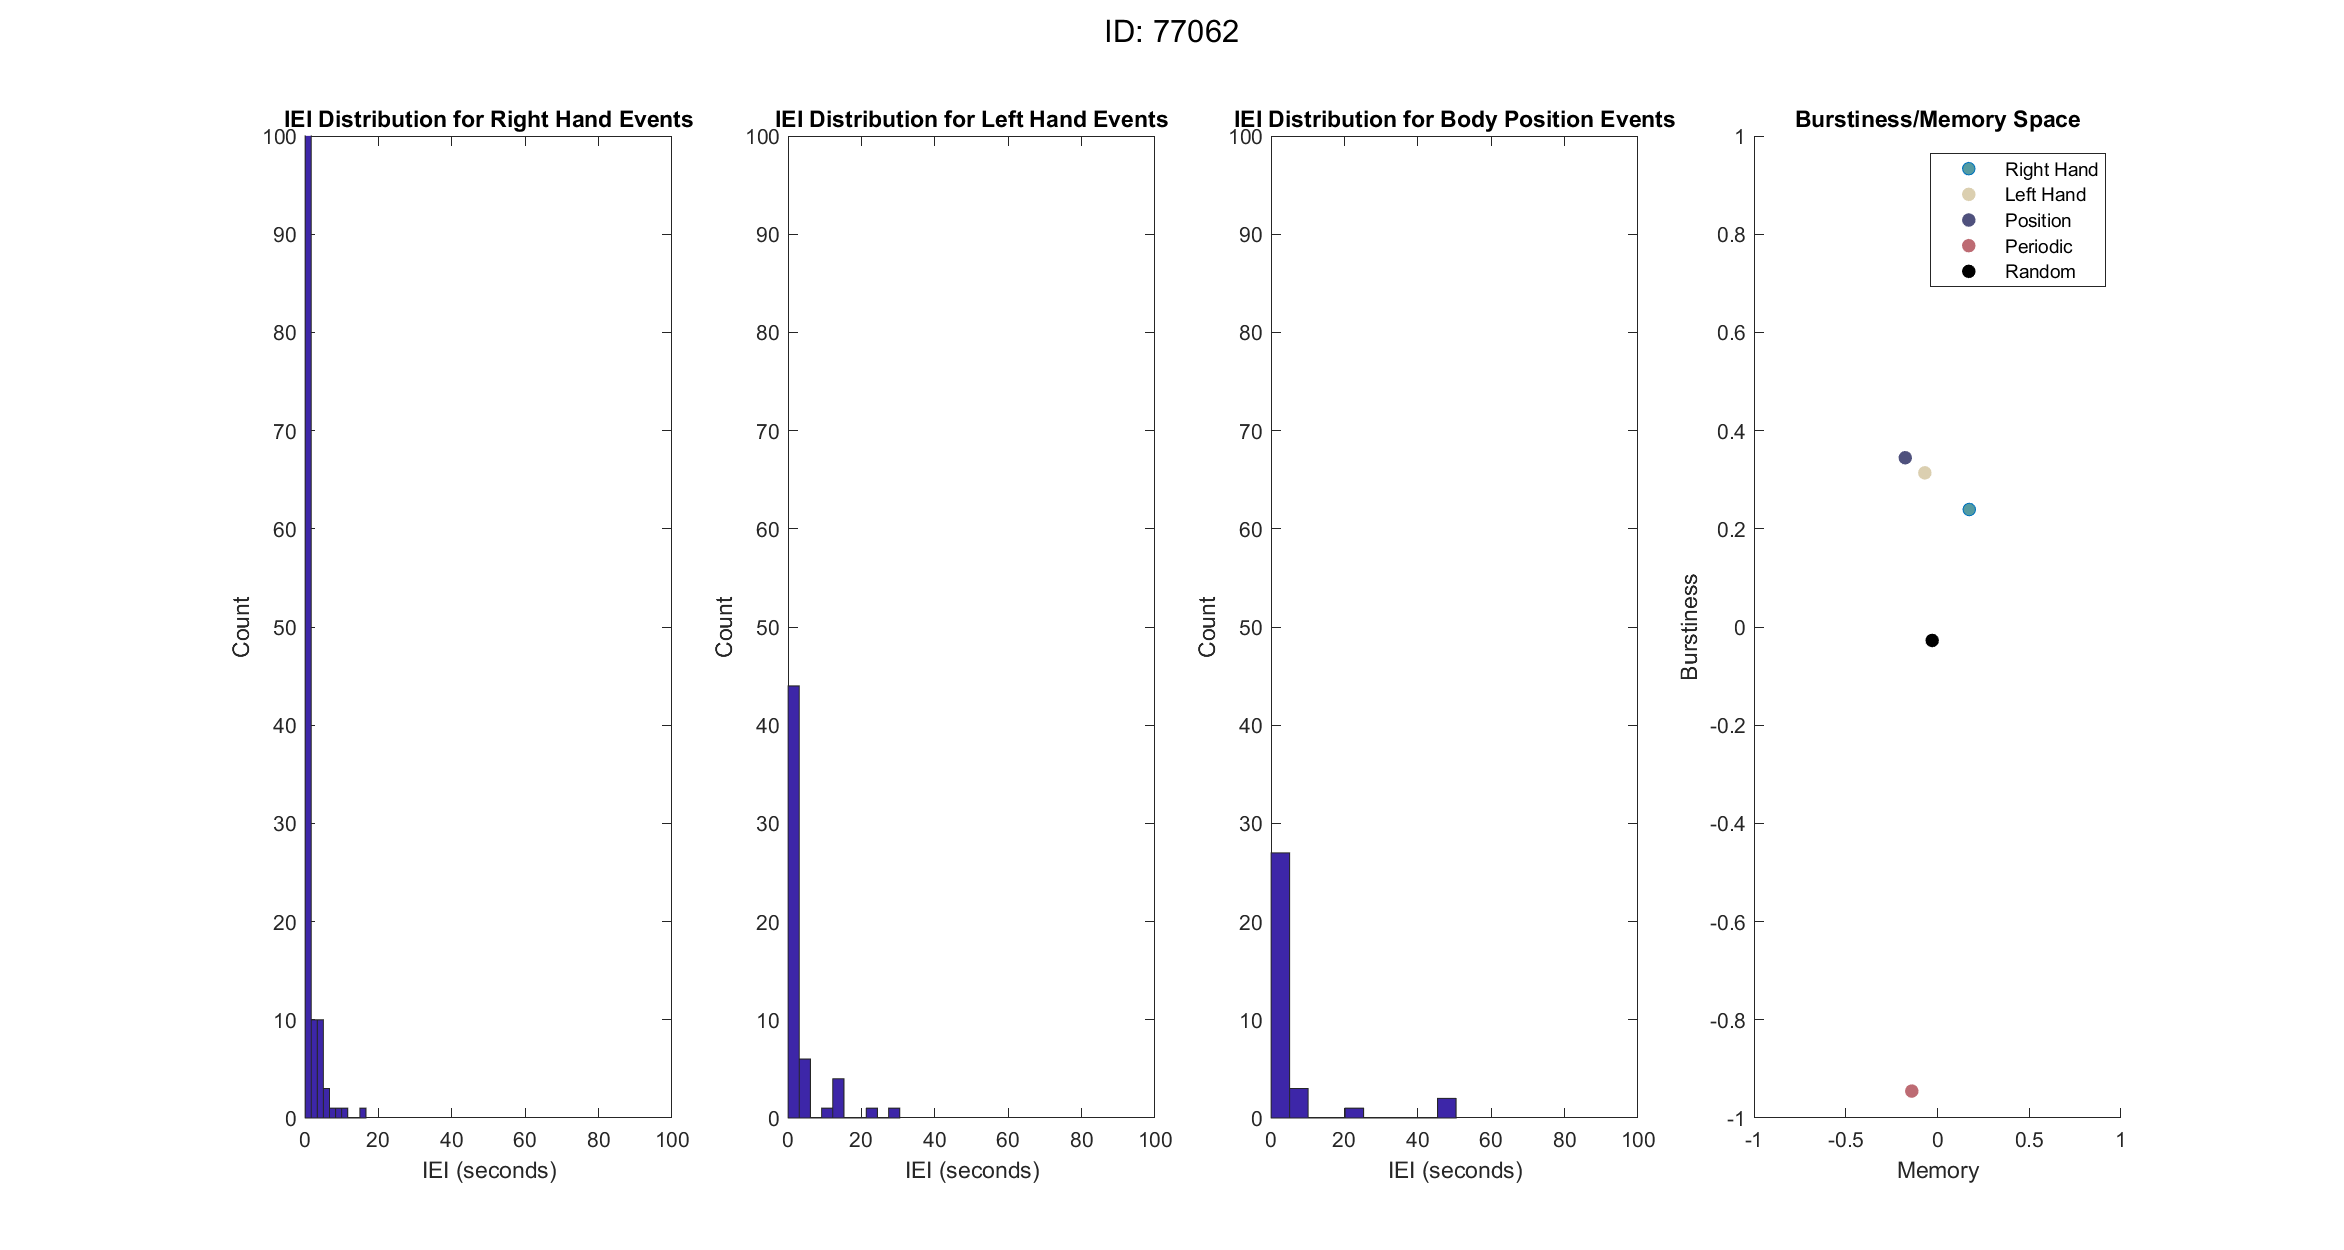 ID: 77062
IEI Distribution for Right Hand Events
100
90
80
70
60
50
40
30
20
10
0
Count
0 20 40 60 80 100
IEI (seconds)
IEI Distribution for Left Hand Events
100
90
80
70
60
50
40
30
20
10
0
Count
0 20 40 60 80 100
IEI (seconds)
IEI Distribution for Body Position Events
100
90
80
70
60
50
40
30
20
10
0
Count
0 20 40 60 80 100
IEI (seconds)
Burstiness/Memory Space
1
0.8
0.6
0.4
0.2
0
-0.2
-0.4
-0.6
-0.8
-1
Burstiness
Right Hand
Left Hand
Position
Periodic
Random
-1 -0.5 0 0.5 1
Memory